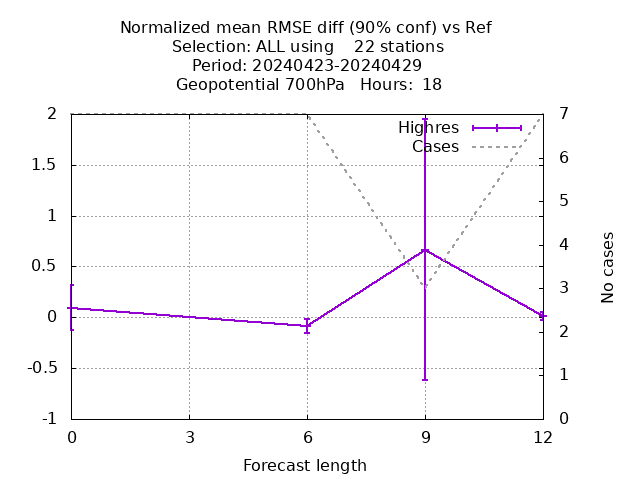 Normalized mean RMSE diff (90% conf) vs Ref
Selection: ALL using    22 stations
Period: 20240423-20240429
Geopotential 700hPa   Hours:  18
Highres
Cases
2
1.5
1
0.5
0
-0.5
-1
7
6
5
4
3
2
1
0
No cases
0 3 6 9 12
Forecast length